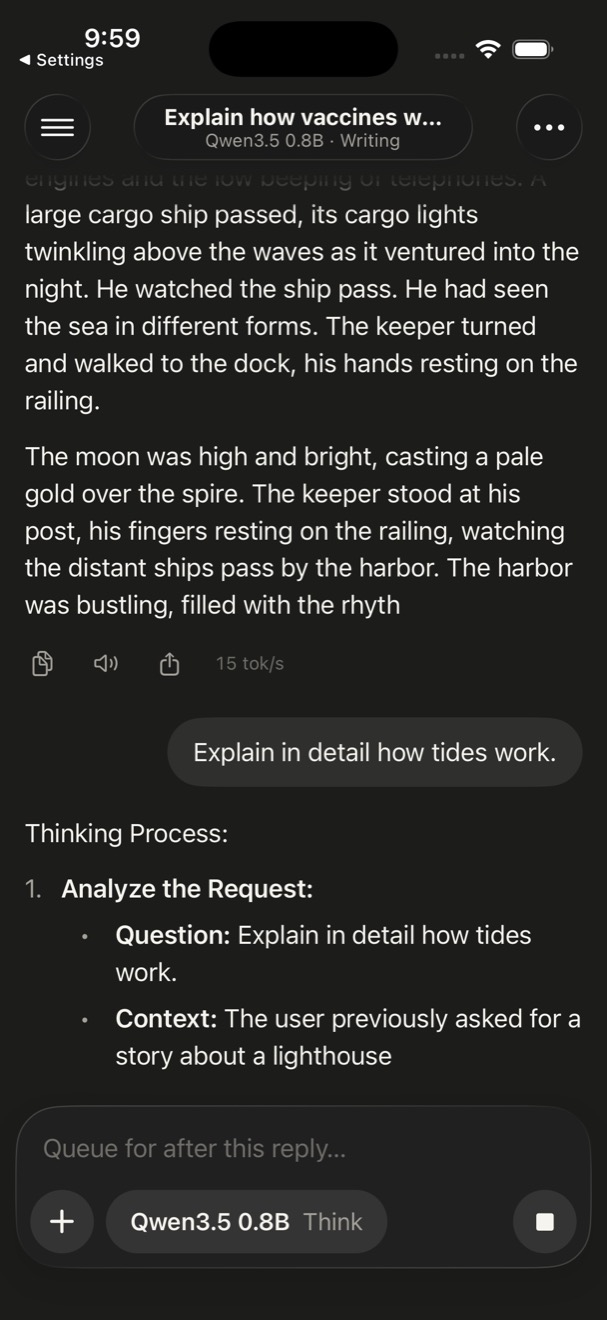 9:59
◀ Settings
Explain how vaccines w...
Qwen3.5 0.8B · Writing
engines and the low beeping of telephones. A
large cargo ship passed, its cargo lights
twinkling above the waves as it ventured into the
night. He watched the ship pass. He had seen
the sea in different forms. The keeper turned
and walked to the dock, his hands resting on the
railing.
The moon was high and bright, casting a pale
gold over the spire. The keeper stood at his
post, his fingers resting on the railing, watching
the distant ships pass by the harbor. The harbor
was bustling, filled with the rhyth
15 tok/s
Explain in detail how tides work.
Thinking Process:
1. Analyze the Request:
• Question: Explain in detail how tides
work.
• Context: The user previously asked for a
story about a lighthouse
Queue for after this reply...
Qwen3.5 0.8B Think